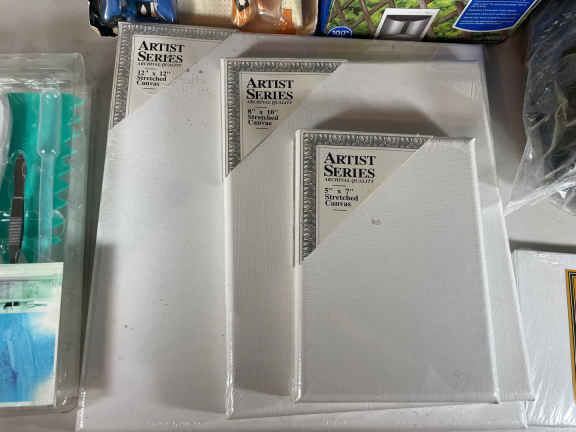 100"
ARTIST
SERIES
ARCHIVAL QUALITY
12" x 12"
Stretched
Canvas
ARTIST
SERIES
ARCHIVAL QUALITY
8" x 10"
Stretched
Canvas
ARTIST
SERIES
ARCHIVAL QUALITY
5" x 7"
Stretched
Canvas